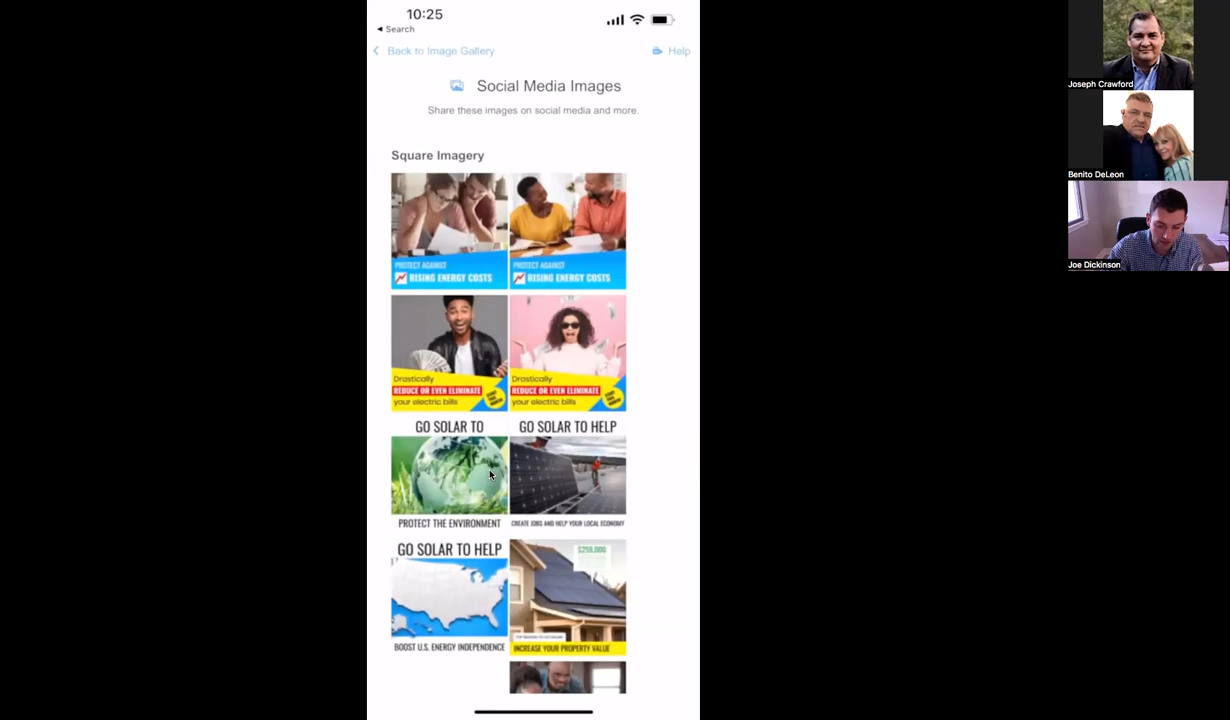 10:25
Search
Back to Image Gallery
Help
Social Media Images
Share these images on social media and more.
Square Imagery
PROTECT AGAINST
RISING ENERGY COSTS
PROTECT AGAINST
RISING ENERGY COSTS
Drastically
REDUCE OR EVEN ELIMINATE
your electric bills
Drastically
REDUCE OR EVEN ELIMINATE
your electric bills
GO SOLAR TO
PROTECT THE ENVIRONMENT
GO SOLAR TO HELP
CREATE JOBS AND HELP YOUR LOCAL ECONOMY
GO SOLAR TO HELP
BOOST U.S. ENERGY INDEPENDENCE
INCREASE YOUR PROPERTY VALUE
Joseph Crawford
Benito DeLeon
Joe Dickinson